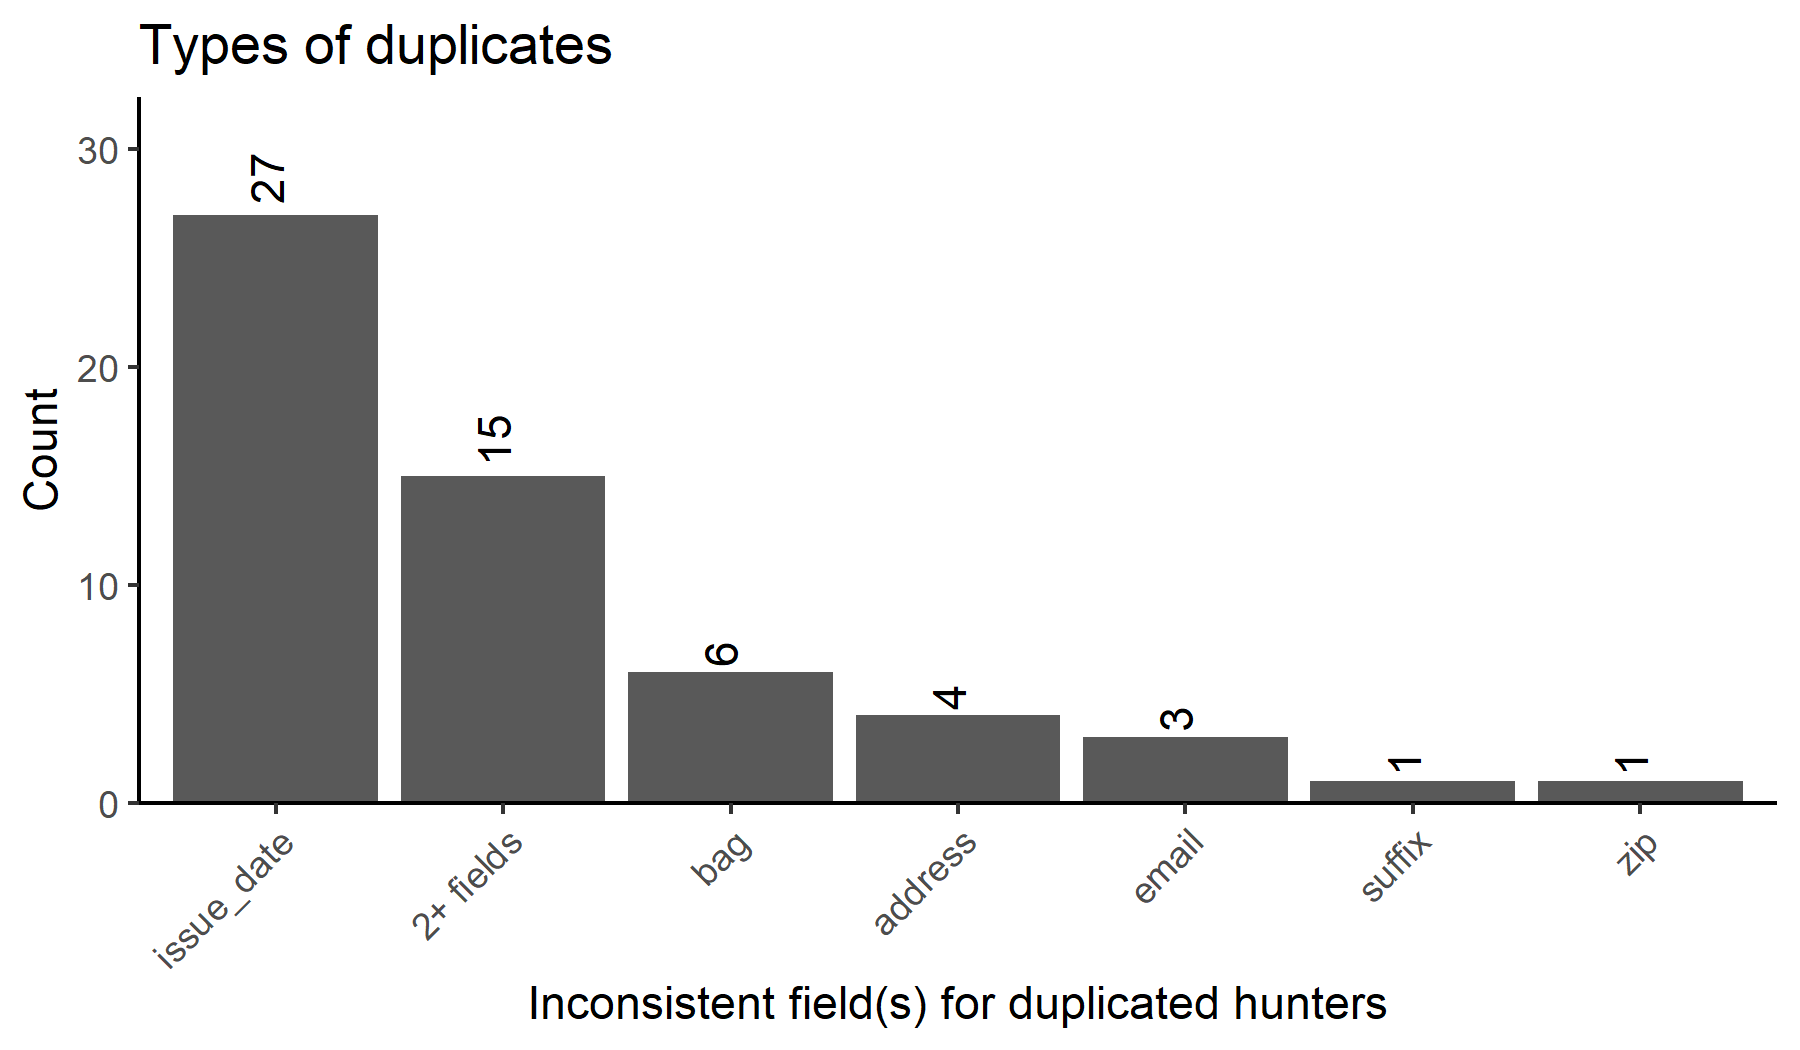 Types of duplicates
Count
30
20
10
0
27
15
6
4
3
1
1
issue_date
2+ fields
bag
address
email
suffix
zip
Inconsistent field(s) for duplicated hunters